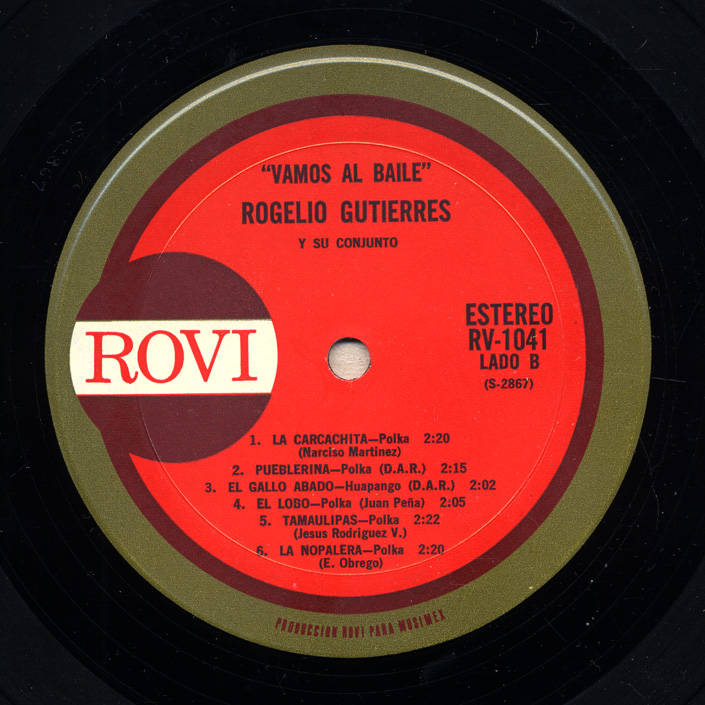 "VAMOS AL BAILE"
ROGELIO GUTIERRES
Y SU CONJUNTO
ROVI
ESTEREO
RV-1041
LADO B
(S-2867)
1. LA CARCACHITA—Polka 2:20
(Narciso Martinez)
2. PUEBLERINA—Polka (D.A.R.) 2:15
3. EL GALLO ABADO—Huapango (D.A.R.) 2:02
4. EL LOBO—Polka (Juan Peña) 2:05
5. TAMAULIPAS—Polka 2:22
(Jesus Rodriguez V.)
6. LA NOPALERA—Polka 2:20
(E. Obrego)
PRODUCCION ROVI PARA MUSIMEX